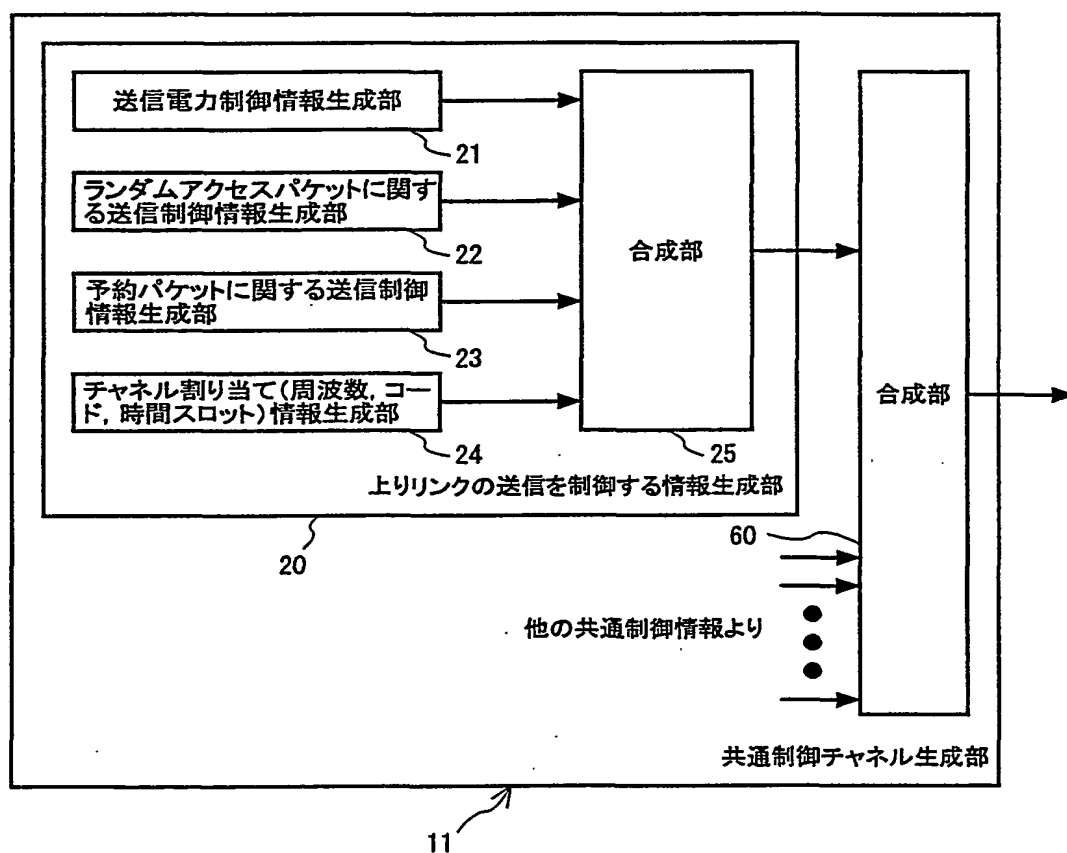 送信電力制御情報生成部
21
ランダムアクセスパケットに関す
る送信制御情報生成部
22
予約パケットに関する送信制御
情報生成部
23
チャネル割り当て(周波数,コー
ド,時間スロット)情報生成部
24
合成部
25
上りリンクの送信を制御する情報生成部
20
合成部
60
他の共通制御情報より
共通制御チャネル生成部
11